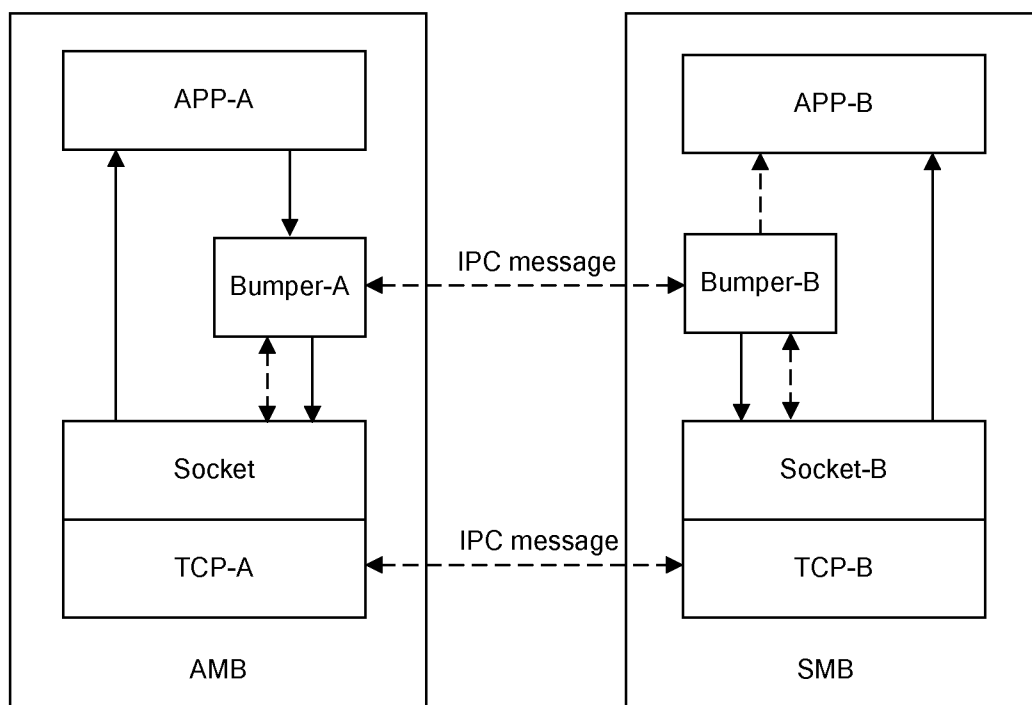 APP-A
APP-B
IPC message
Bumper-A
Bumper-B
Socket
Socket-B
IPC message
TCP-A
TCP-B
AMB
SMB